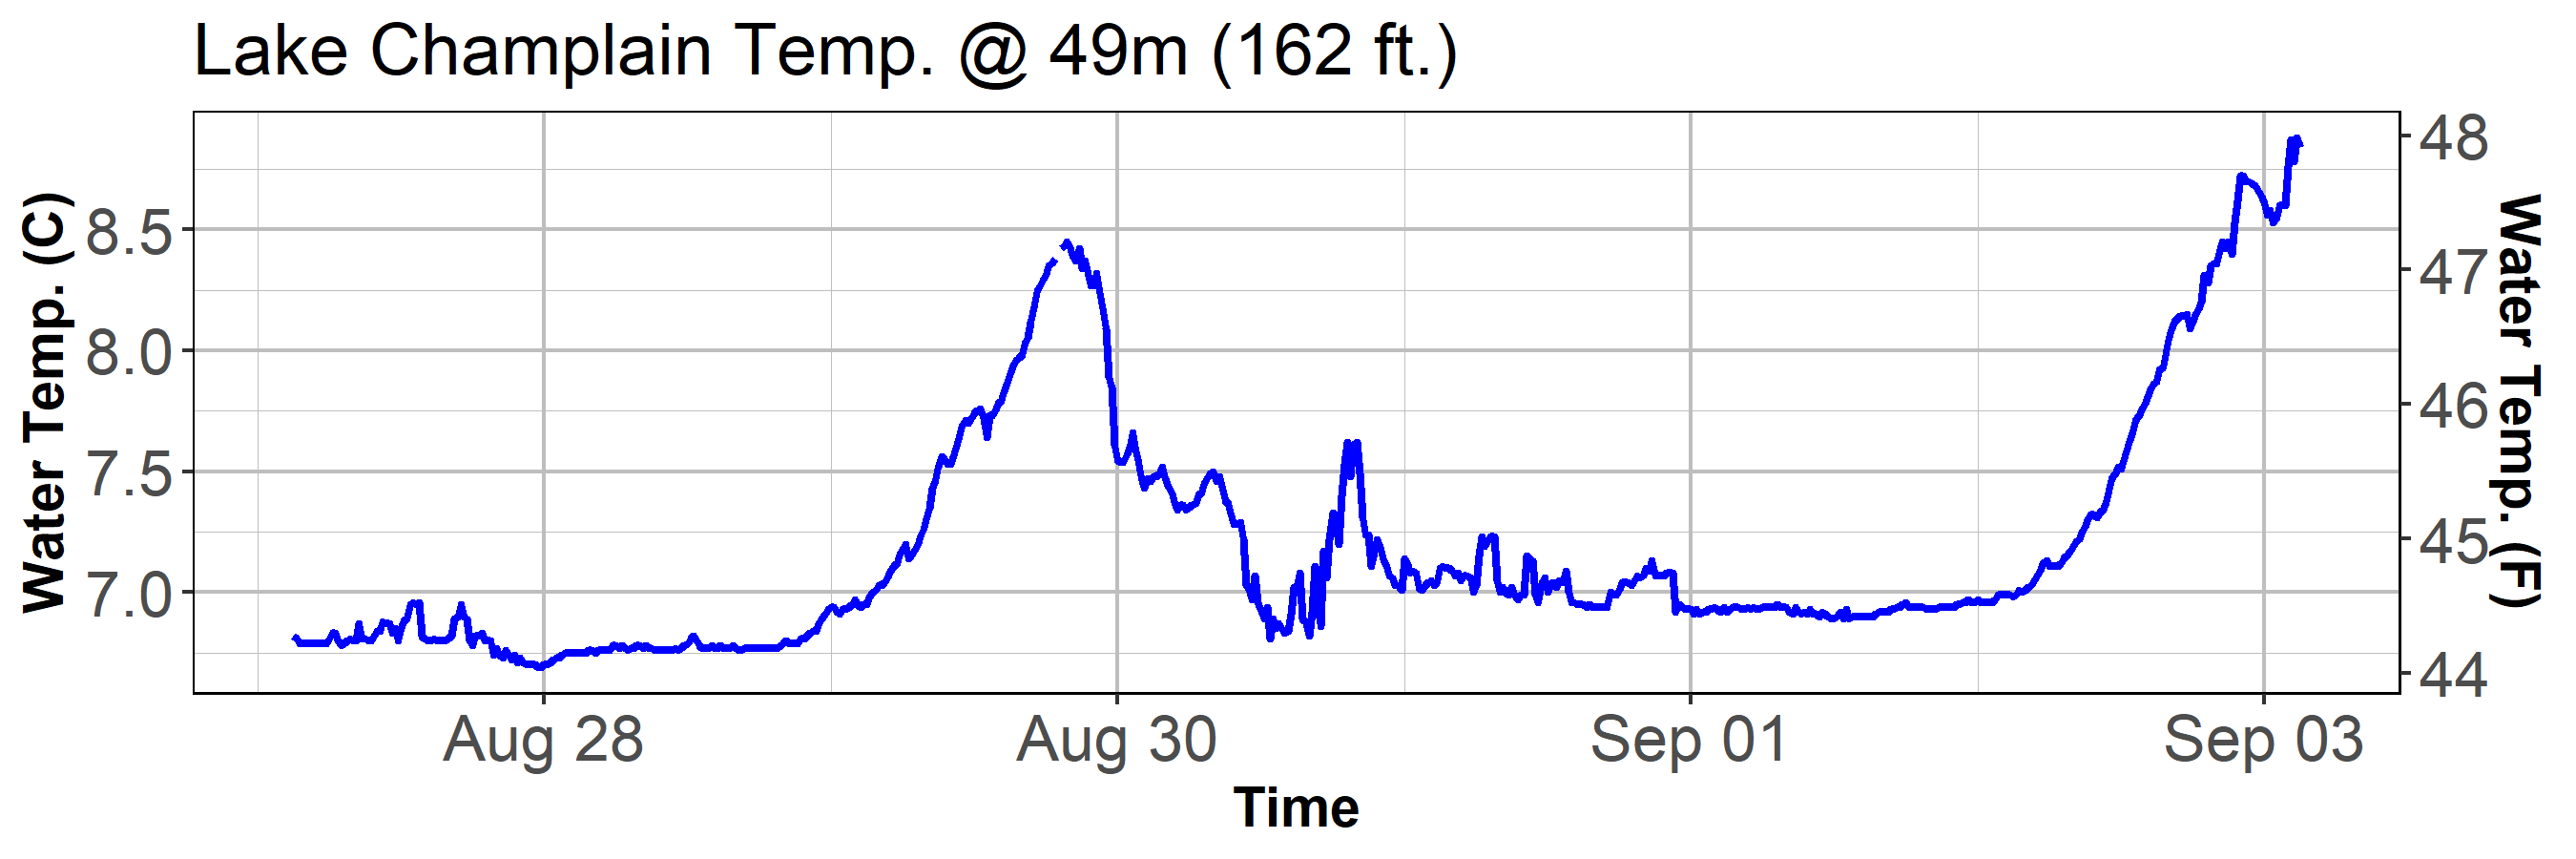 Lake Champlain Temp. @ 49m (162 ft.)
Water Temp. (C)
8.5
8.0
7.5
7.0
48
47
46
45
44
Water Temp. (F)
Aug 28
Aug 30
Sep 01
Sep 03
Time